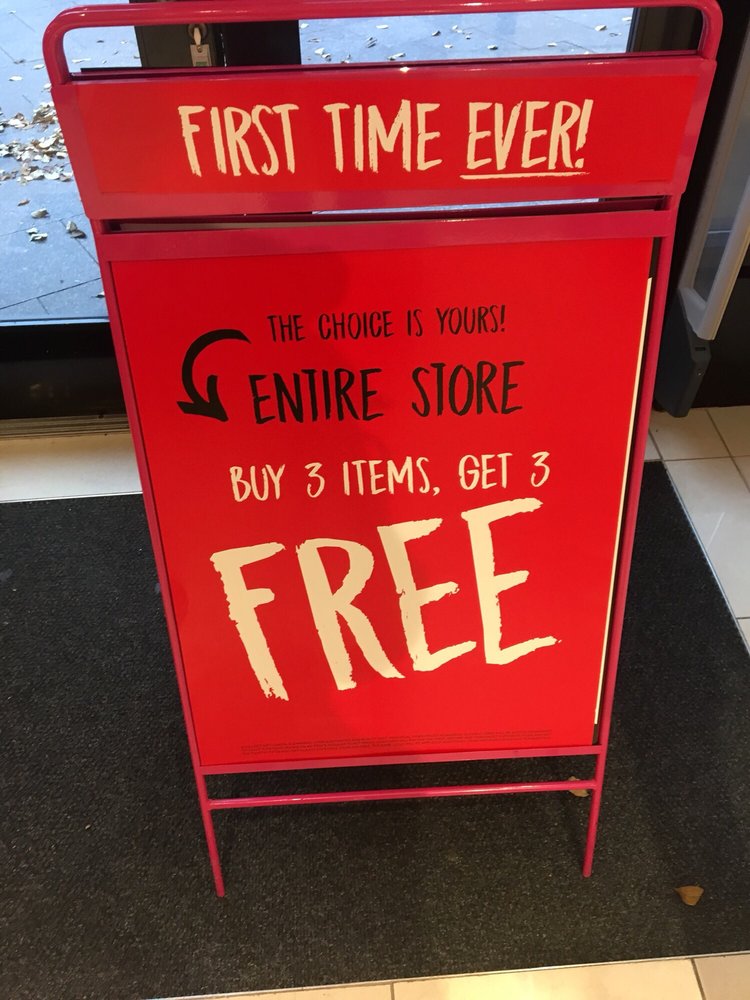 FIRST TIME EVER!
THE CHOICE IS YOURS!
ENTIRE STORE
BUY 3 ITEMS, GET 3
FREE